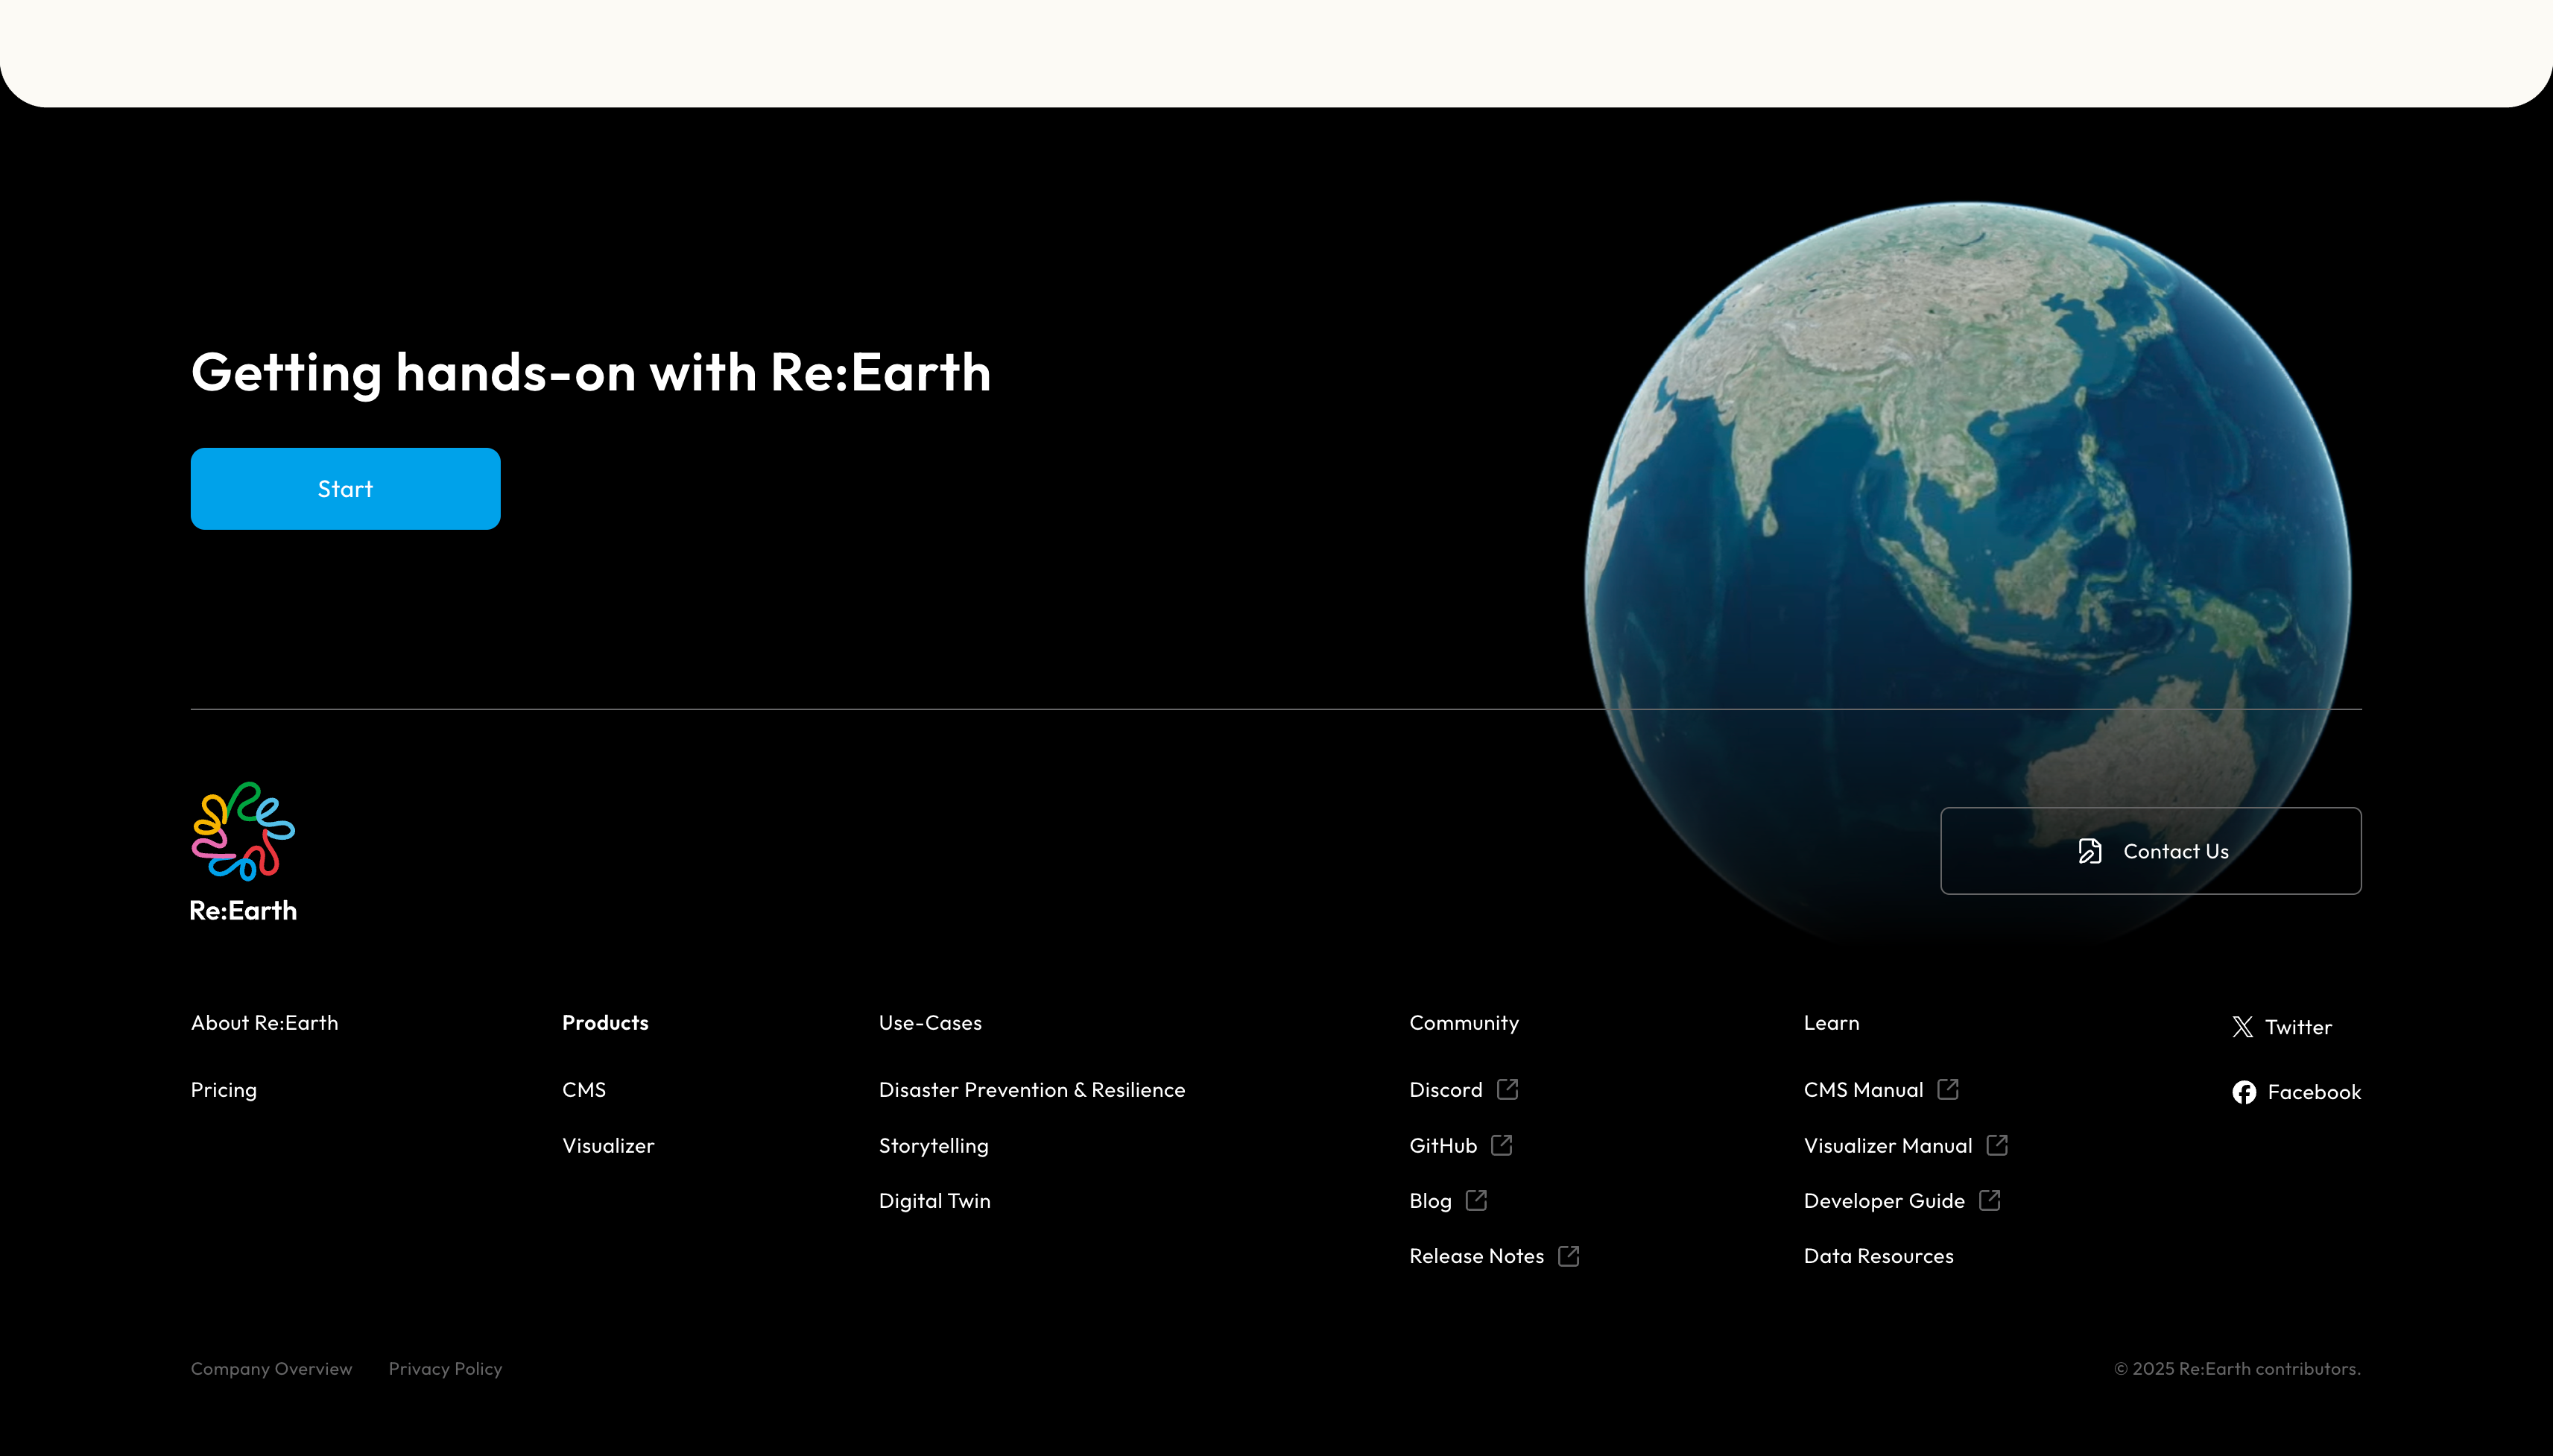 Getting hands-on with Re:Earth
Start
Re:Earth
Contact Us
About Re:Earth
Pricing
Products
CMS
Visualizer
Use-Cases
Disaster Prevention & Resilience
Storytelling
Digital Twin
Community
Discord
GitHub
Blog
Release Notes
Learn
CMS Manual
Visualizer Manual
Developer Guide
Data Resources
Twitter
Facebook
Company Overview
Privacy Policy
© 2025 Re:Earth contributors.